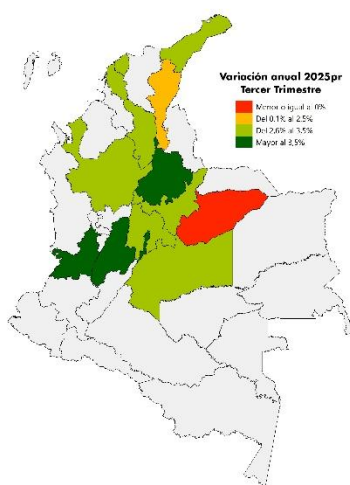 Variación anual 2025pr
Tercer Trimestre
Menor o igual al 0%
Del 0,1% al 2,5%
Del 2,6% al 3,5%
Mayor al 3,5%